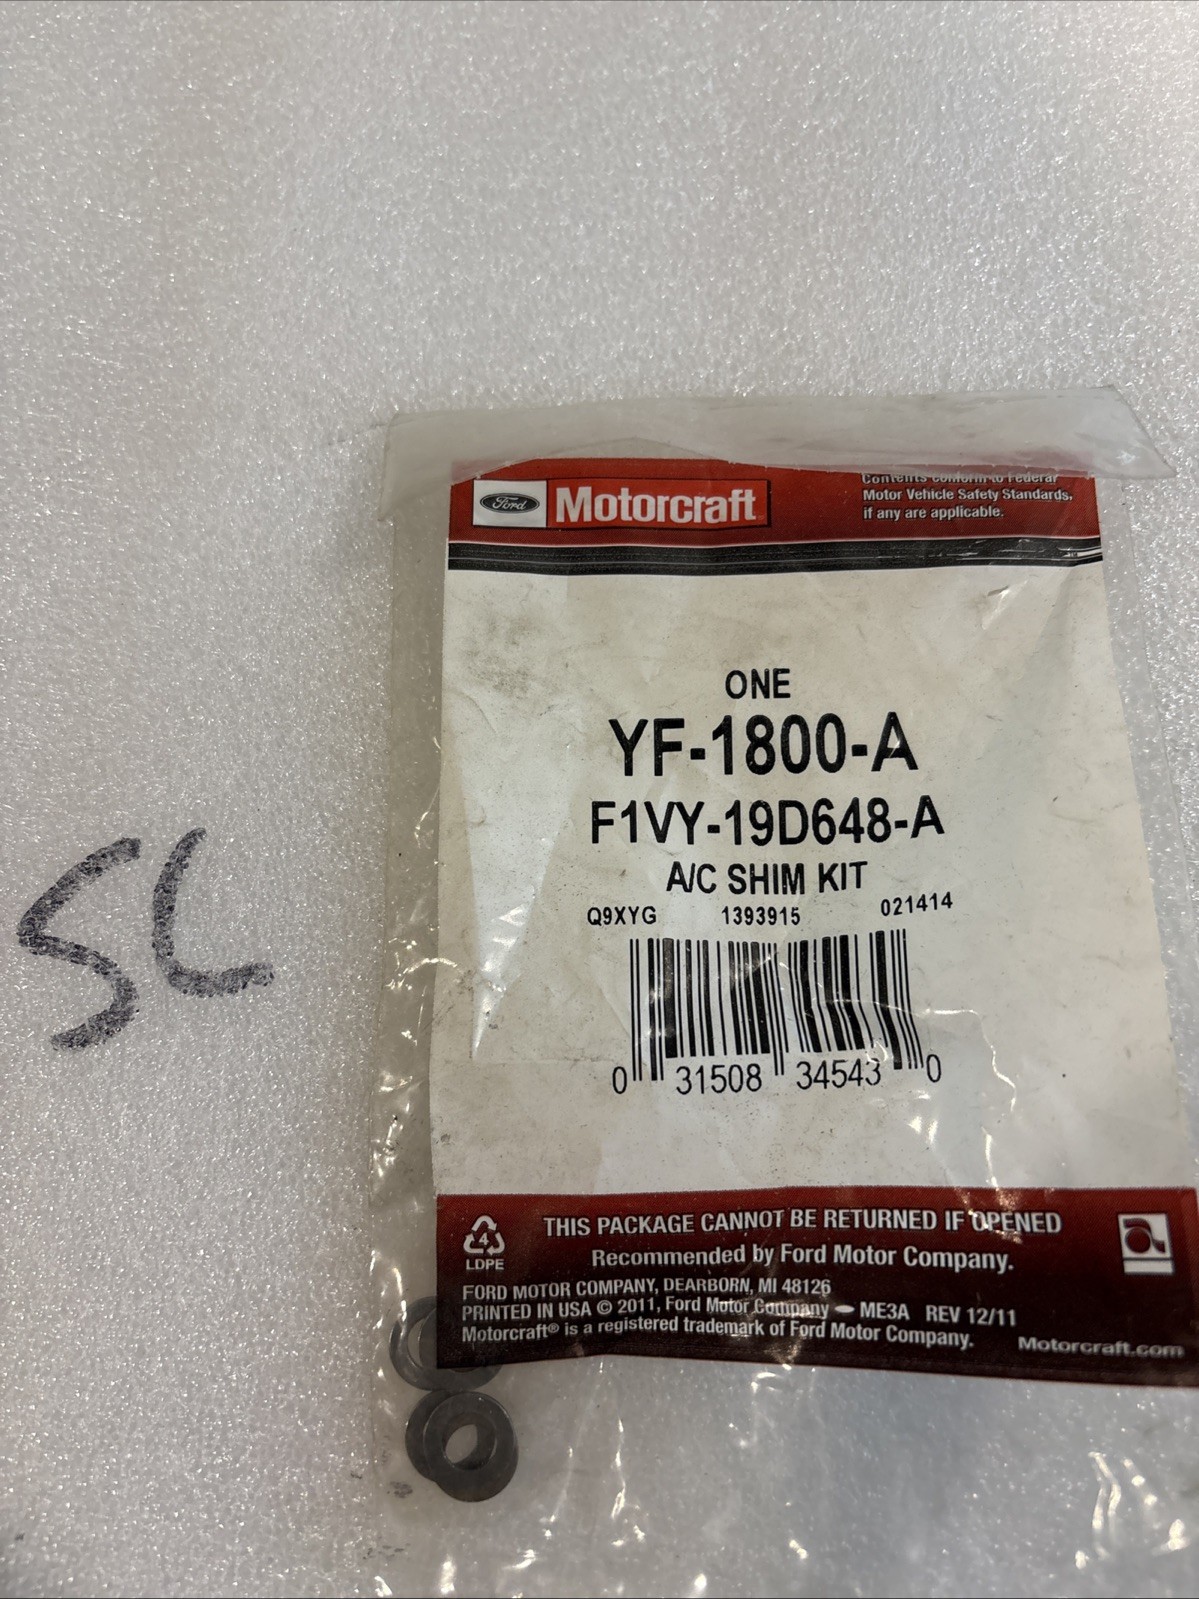 Ford Motorcraft
Contents conform to Federal
Motor Vehicle Safety Standards,
if any are applicable.
ONE
YF-1800-A
F1VY-19D648-A
A/C SHIM KIT
Q9XYG 1393915 021414
0 31508 34543 0
SL
4
LDPE
THIS PACKAGE CANNOT BE RETURNED IF OPENED
Recommended by Ford Motor Company.
FORD MOTOR COMPANY, DEARBORN, MI 48126
PRINTED IN USA © 2011, Ford Motor Company — ME3A REV 12/11
Motorcraft® is a registered trademark of Ford Motor Company. Motorcraft.com